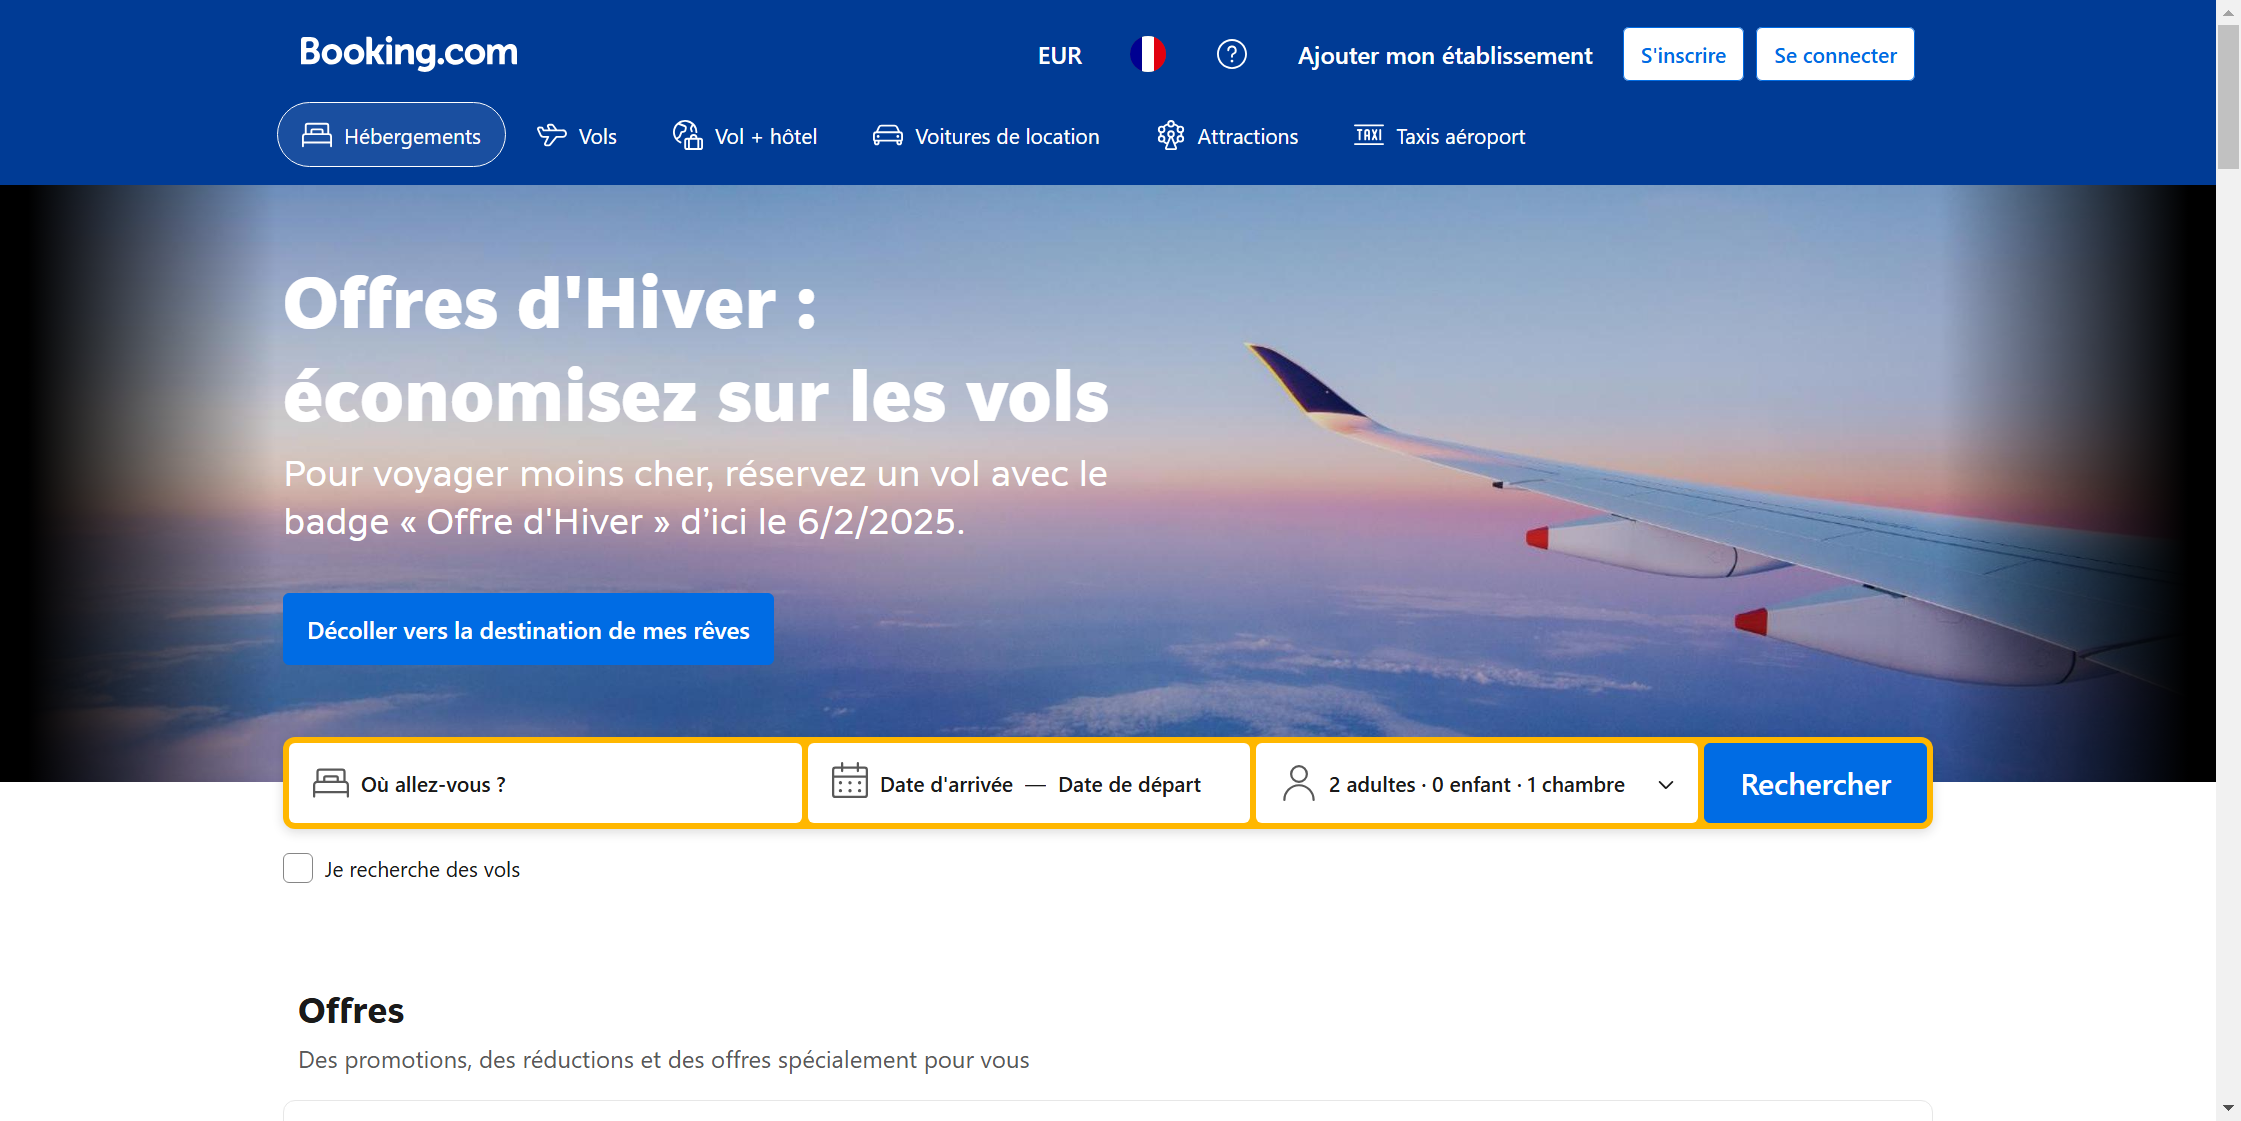 Booking.com
EUR
Ajouter mon établissement
S'inscrire
Se connecter
Hébergements
Vols
Vol + hôtel
Voitures de location
Attractions
TAXI
Taxis aéroport
Offres d'Hiver :
économisez sur les vols
Pour voyager moins cher, réservez un vol avec le
badge « Offre d'Hiver » d’ici le 6/2/2025.
Décoller vers la destination de mes rêves
Où allez-vous ?
Date d'arrivée — Date de départ
2 adultes · 0 enfant · 1 chambre
Rechercher
Je recherche des vols
Offres
Des promotions, des réductions et des offres spécialement pour vous